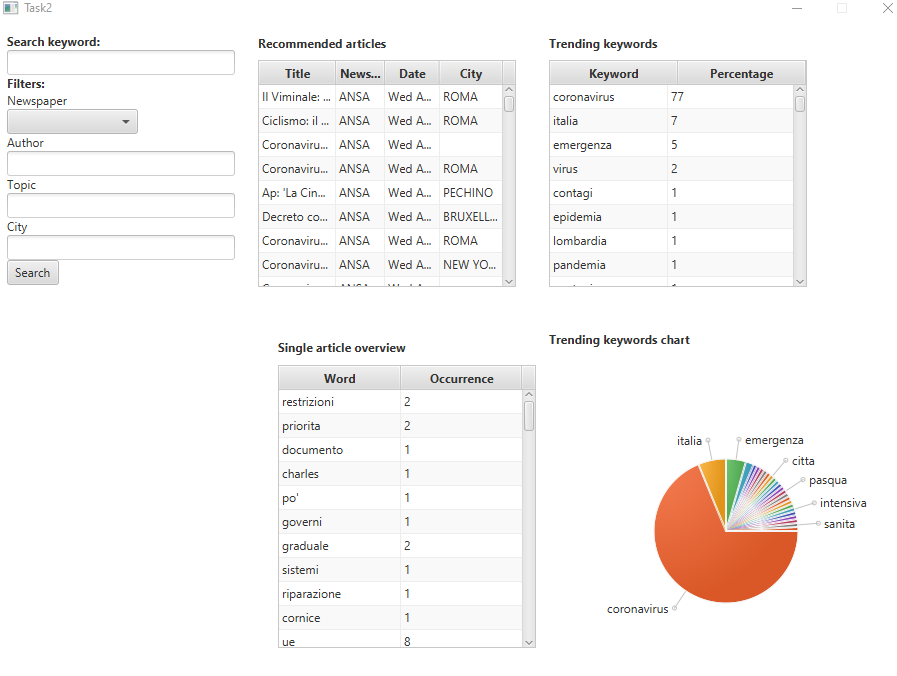 Task2
Search keyword:
Filters:
Newspaper
Author
Topic
City
Search
Recommended articles
Title News... Date City
Il Viminale: ... ANSA Wed A... ROMA
Ciclismo: il ... ANSA Wed A... ROMA
Coronaviru... ANSA Wed A...
Coronaviru... ANSA Wed A... ROMA
Ap: 'La Cin... ANSA Wed A... PECHINO
Decreto co... ANSA Wed A... BRUXELL...
Coronaviru... ANSA Wed A... ROMA
Coronaviru... ANSA Wed A... NEW YO...
Trending keywords
Keyword Percentage
coronavirus 77
italia 7
emergenza 5
virus 2
contagi 1
epidemia 1
lombardia 1
pandemia 1
Single article overview
Word Occurrence
restrizioni 2
priorita 2
documento 1
charles 1
po' 1
governi 1
graduale 2
sistemi 1
riparazione 1
cornice 1
ue 8
Trending keywords chart
italia
emergenza
citta
pasqua
intensiva
sanita
coronavirus